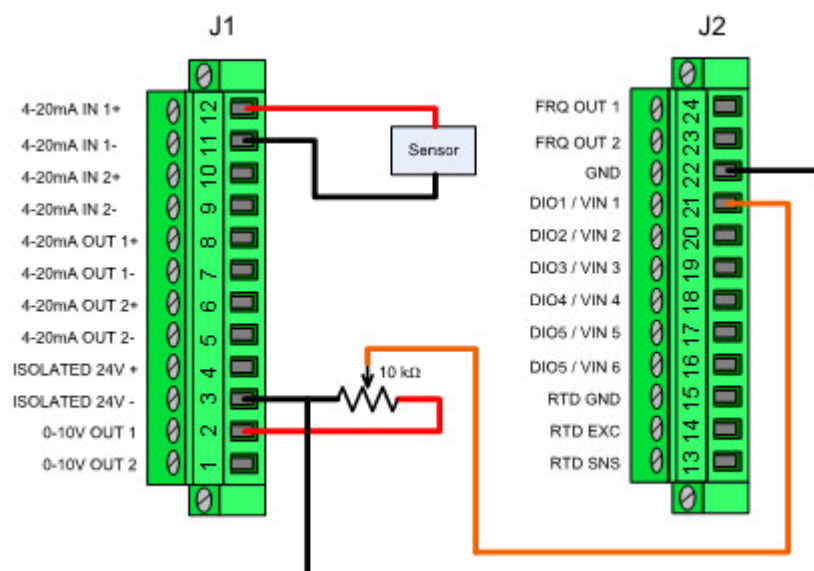 J1
4-20mA IN 1+ 12
4-20mA IN 1- 11
4-20mA IN 2+ 10
4-20mA IN 2- 9
4-20mA OUT 1+ 8
4-20mA OUT 1- 7
4-20mA OUT 2+ 6
4-20mA OUT 2- 5
ISOLATED 24V + 4
ISOLATED 24V - 3
0-10V OUT 1 2
0-10V OUT 2 1
Sensor
10 kΩ
J2
FRQ OUT 1 24
FRQ OUT 2 23
GND 22
DIO1 / VIN 1 21
DIO2 / VIN 2 20
DIO3 / VIN 3 19
DIO4 / VIN 4 18
DIO5 / VIN 5 17
DIO5 / VIN 6 16
RTD GND 15
RTD EXC 14
RTD SNS 13